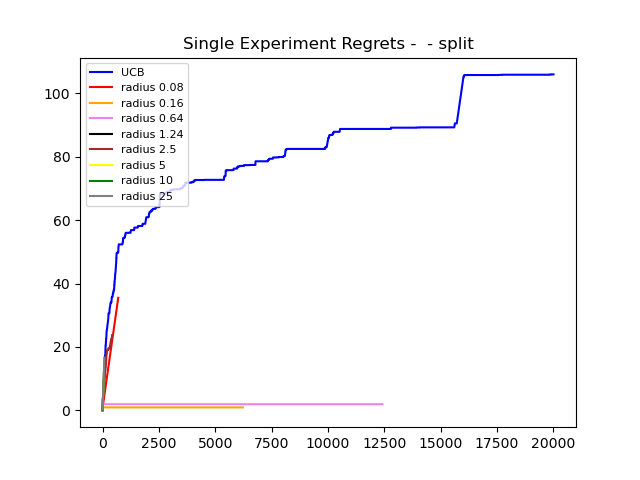 Single Experiment Regrets -  - split
UCB
radius 0.08
radius 0.16
radius 0.64
radius 1.24
radius 2.5
radius 5
radius 10
radius 25
100
80
60
40
20
0
0 2500 5000 7500 10000 12500 15000 17500 20000